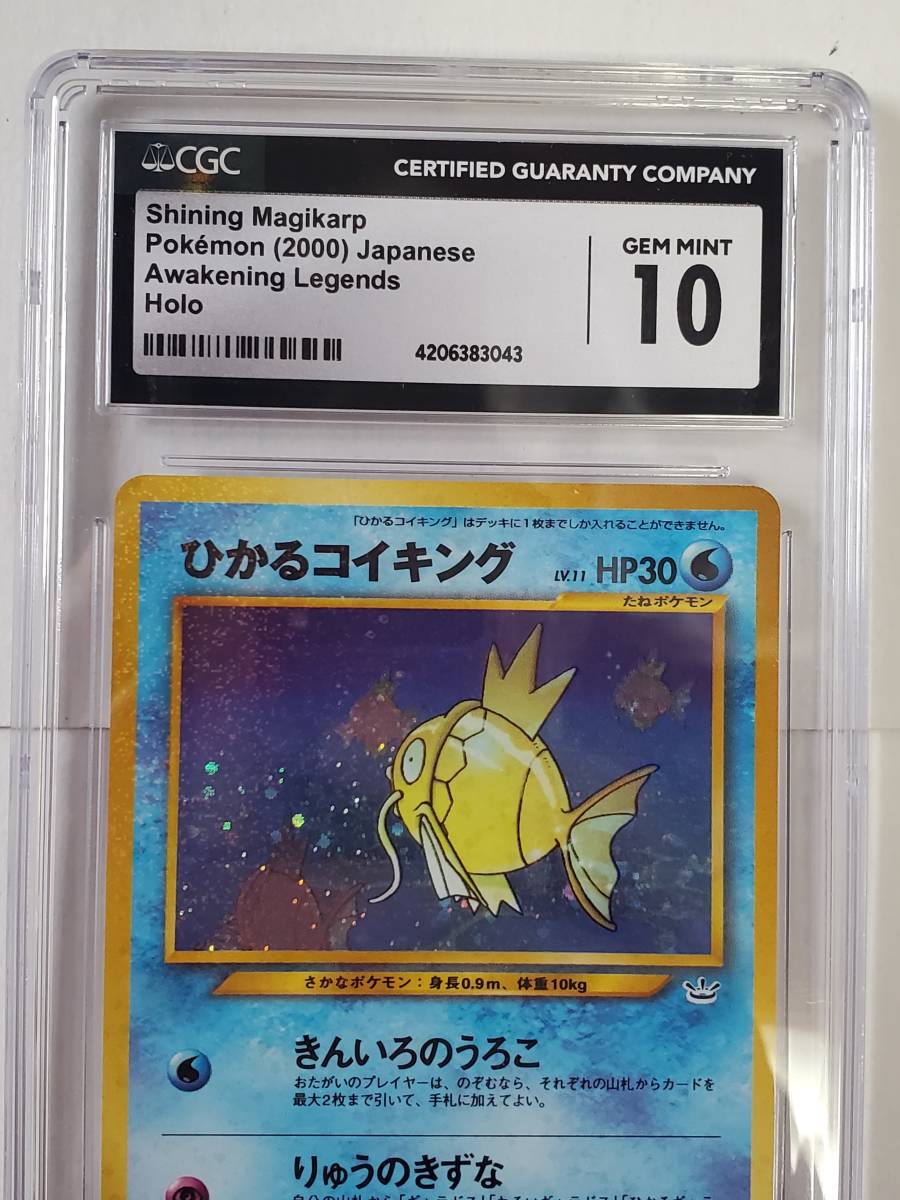 CGC
CERTIFIED GUARANTY COMPANY
Shining Magikarp
Pokémon (2000) Japanese
Awakening Legends
Holo
GEM MINT
10
4206383043
「ひかるコイキング」はデッキに1枚までしか入れることができません。
ひかるコイキング LV.11 HP30
たねポケモン
さかなポケモン：身長0.9m、体重10kg
きんいろのうろこ
おたがいのプレイヤーは、のぞむなら、それぞれの山札からカードを
最大2枚まで引いて、手札に加えてよい。
りゅうのきずな